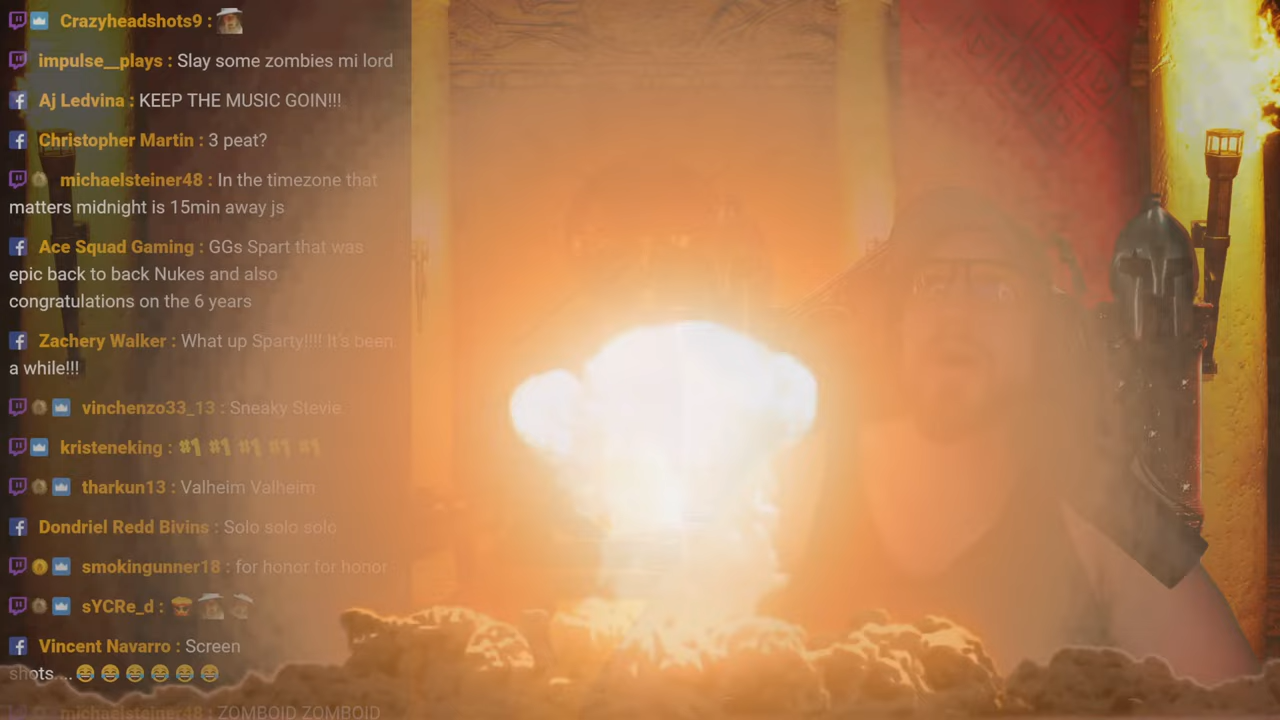 Crazyheadshots9 :
impulse__plays : Slay some zombies mi lord
Aj Ledvina : KEEP THE MUSIC GOIN!!!
Christopher Martin : 3 peat?
michaelsteiner48 : In the timezone that
matters midnight is 15min away js
Ace Squad Gaming : GGs Spart that was
epic back to back Nukes and also
congratulations on the 6 years
Zachery Walker : What up Sparty!!!! It's been
a while!!!
vinchenzo33_13 : Sneaky Stevie
kristeneking : #1 #1 #1 #1 #1
tharkun13 : Valheim Valheim
Dondriel Redd Bivins : Solo solo solo
smokingunner18 : for honor for honor
sYCRe_d :
Vincent Navarro : Screen
shots ... 😂 😂 😂 😂 😂 😂
michaelsteiner48 : ZOMBOID ZOMBOID